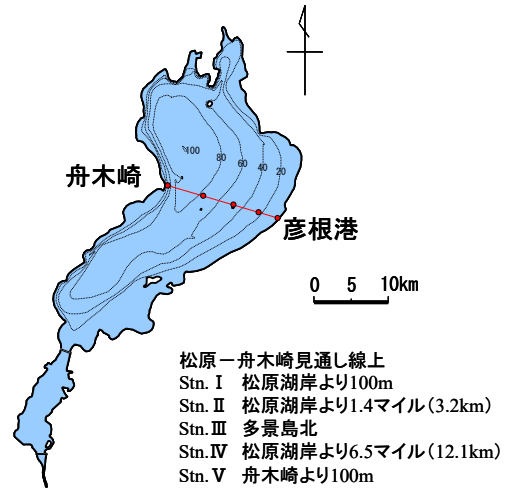 100
80
60
40
20
舟木崎
彦根港
0 5 10km
松原－舟木崎見通し線上
Stn. Ⅰ 松原湖岸より100m
Stn. Ⅱ 松原湖岸より1.4マイル（3.2km）
Stn. Ⅲ 多景島北
Stn. Ⅳ 松原湖岸より6.5マイル（12.1km）
Stn. Ⅴ 舟木崎より100m